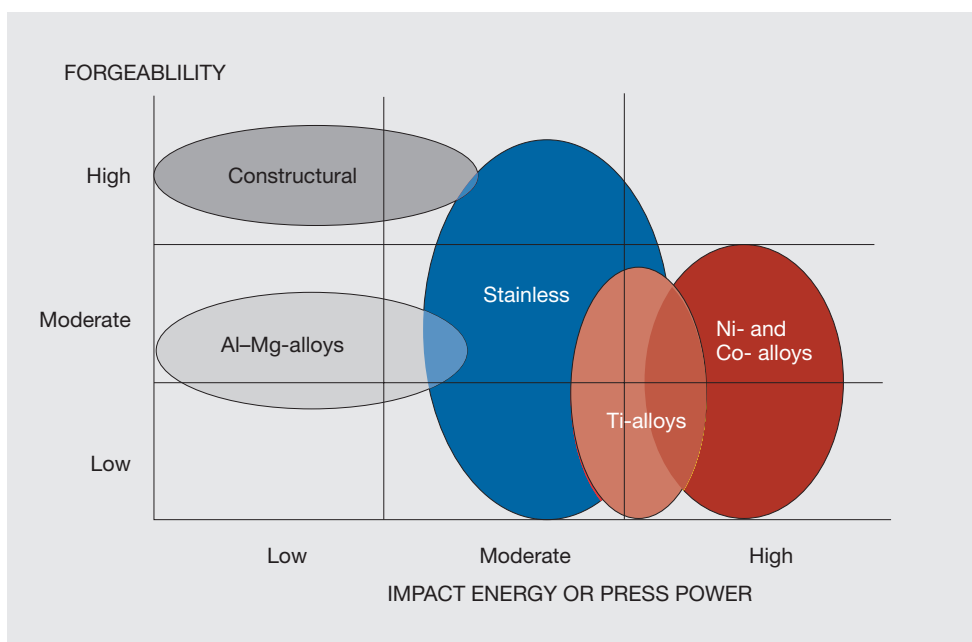 FORGEABLILITY
High
Constructural
Stainless
Moderate
Al–Mg-alloys
Ni- and
Co- alloys
Ti-alloys
Low
Low
Moderate
High
IMPACT ENERGY OR PRESS POWER